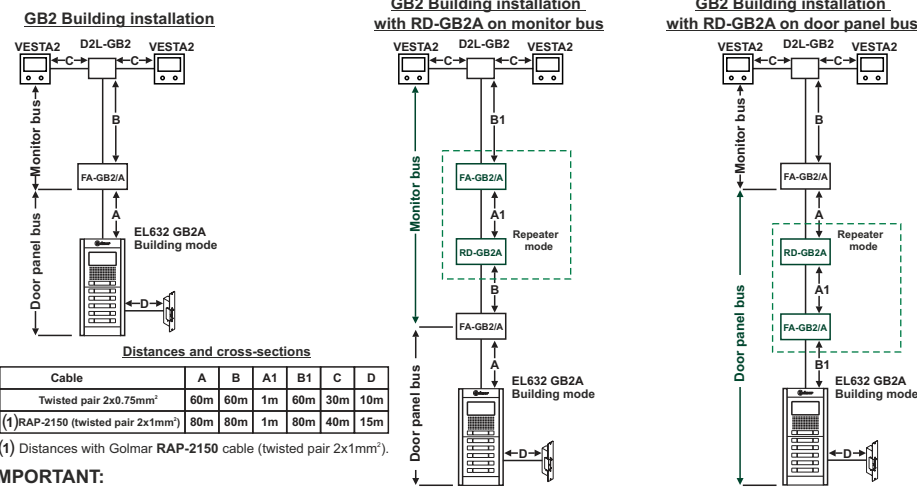 GB2 Building installation
VESTA2
D2L-GB2
VESTA2
C
C
B
Monitor bus
FA-GB2/A
A
Door panel bus
EL632 GB2A
Building mode
D
GB2 Building installation
with RD-GB2A on monitor bus
VESTA2
D2L-GB2
VESTA2
C
C
B1
Monitor bus
FA-GB2/A
A1
Repeater
mode
RD-GB2A
B
FA-GB2/A
A
Door panel bus
EL632 GB2A
Building mode
D
GB2 Building installation
with RD-GB2A on door panel bus
VESTA2
D2L-GB2
VESTA2
C
C
B
Monitor bus
FA-GB2/A
A
Repeater
mode
RD-GB2A
A1
Door panel bus
FA-GB2/A
B1
EL632 GB2A
Building mode
D
Distances and cross-sections
Cable A B A1 B1 C D
Twisted pair 2x0.75mm² 60m 60m 1m 60m 30m 10m
(1)RAP-2150 (twisted pair 2x1mm²) 80m 80m 1m 80m 40m 15m
(1) Distances with Golmar RAP-2150 cable (twisted pair 2x1mm²).
MPORTANT: